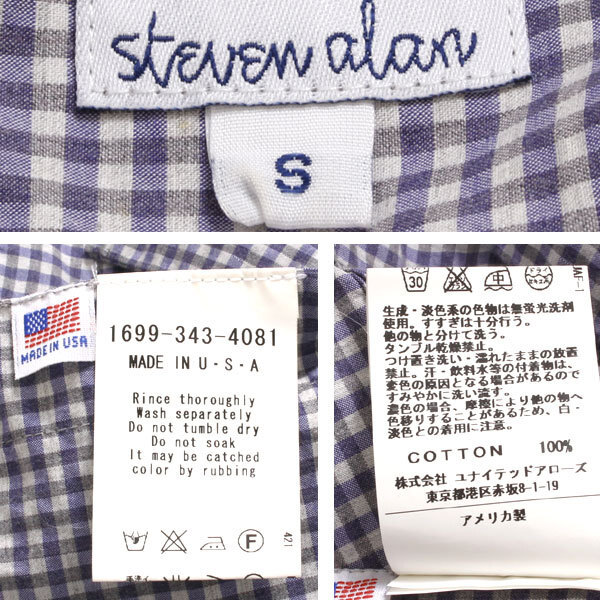 steven alan
S
MADE IN USA
1699-343-4081
MADE IN U・S・A
Rince thoroughly
Wash separately
Do not tumble dry
Do not soak
It may be catched
color by rubbing
F
421
30
中
ドライ
生成・淡色系の色物は無蛍光洗剤
使用。すすぎは十分行う。
他の物と分けて洗う。
タンブル乾燥禁止。
つけ置き洗い・濡れたままの放置
禁止。汗・飲料水等の付着物は、
変色の原因となる場合があるので
すみやかに洗い流す。
濃色の場合、摩擦により他の物へ
色移りすることがあるため、白・
淡色との着用に注意。
COTTON 100%
株式会社 ユナイテッドアローズ
東京都港区赤坂8-1-19
アメリカ製